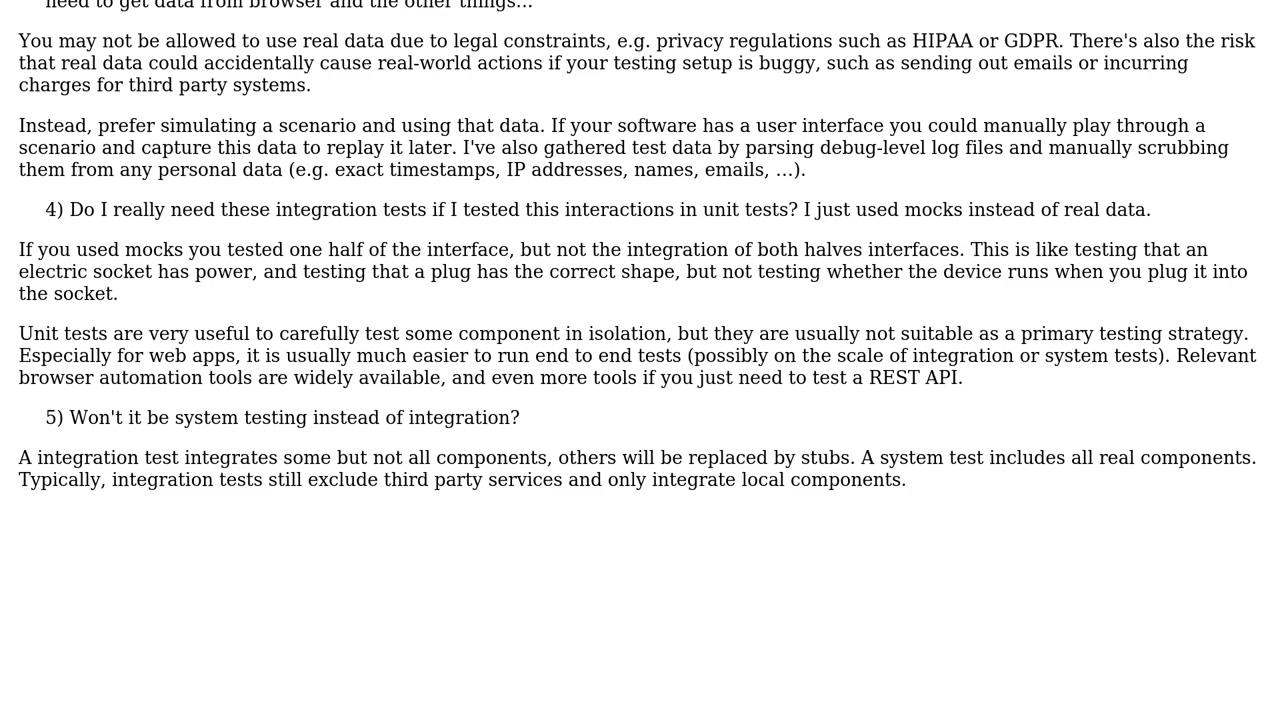 need to get data from browser and the other things...
You may not be allowed to use real data due to legal constraints, e.g. privacy regulations such as HIPAA or GDPR. There's also the risk
that real data could accidentally cause real-world actions if your testing setup is buggy, such as sending out emails or incurring
charges for third party systems.
Instead, prefer simulating a scenario and using that data. If your software has a user interface you could manually play through a
scenario and capture this data to replay it later. I've also gathered test data by parsing debug-level log files and manually scrubbing
them from any personal data (e.g. exact timestamps, IP addresses, names, emails, ...).
4) Do I really need these integration tests if I tested this interactions in unit tests? I just used mocks instead of real data.
If you used mocks you tested one half of the interface, but not the integration of both halves interfaces. This is like testing that an
electric socket has power, and testing that a plug has the correct shape, but not testing whether the device runs when you plug it into
the socket.
Unit tests are very useful to carefully test some component in isolation, but they are usually not suitable as a primary testing strategy.
Especially for web apps, it is usually much easier to run end to end tests (possibly on the scale of integration or system tests). Relevant
browser automation tools are widely available, and even more tools if you just need to test a REST API.
5) Won't it be system testing instead of integration?
A integration test integrates some but not all components, others will be replaced by stubs. A system test includes all real components.
Typically, integration tests still exclude third party services and only integrate local components.